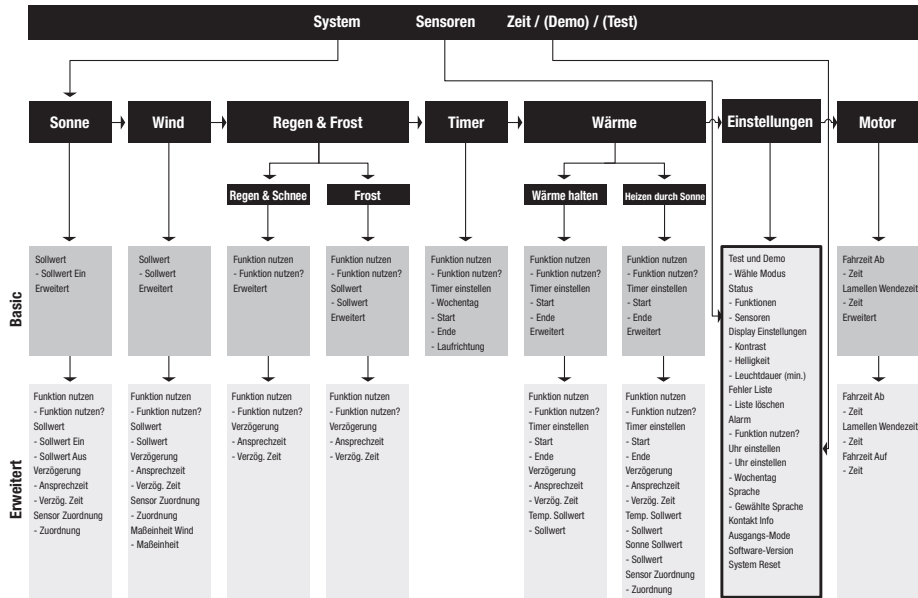 System
Sensoren
Zeit / (Demo) / (Test)
Sonne
Wind
Regen & Frost
Timer
Wärme
Einstellungen
Motor
Regen & Schnee
Frost
Wärme halten
Heizen durch Sonne
Basic
Sollwert
- Sollwert Ein
Erweitert
Sollwert
- Sollwert
Erweitert
Funktion nutzen
- Funktion nutzen?
Erweitert
Funktion nutzen
- Funktion nutzen?
Sollwert
- Sollwert
Erweitert
Funktion nutzen
- Funktion nutzen?
Timer einstellen
- Wochentag
- Start
- Ende
- Laufrichtung
Funktion nutzen
- Funktion nutzen?
Timer einstellen
- Start
- Ende
Erweitert
Funktion nutzen
- Funktion nutzen?
Timer einstellen
- Start
- Ende
Erweitert
Test und Demo
- Wähle Modus
Status
- Funktionen
- Sensoren
Display Einstellungen
- Kontrast
- Helligkeit
- Leuchtdauer (min.)
Fehler Liste
- Liste löschen
Alarm
- Funktion nutzen?
Uhr einstellen
- Uhr einstellen
- Wochentag
Sprache
- Gewählte Sprache
Kontakt Info
Ausgangs-Mode
Software-Version
System Reset
Fahrzeit Ab
- Zeit
Lamellen Wendezeit
- Zeit
Erweitert
Erweitert
Funktion nutzen
- Funktion nutzen?
Sollwert
- Sollwert Ein
- Sollwert Aus
Verzögerung
- Ansprechzeit
- Verzög. Zeit
Sensor Zuordnung
- Zuordnung
Funktion nutzen
- Funktion nutzen?
Sollwert
- Sollwert
Verzögerung
- Ansprechzeit
- Verzög. Zeit
Sensor Zuordnung
- Zuordnung
Maßeinheit Wind
- Maßeinheit
Funktion nutzen
- Funktion nutzen?
Verzögerung
- Ansprechzeit
- Verzög. Zeit
Funktion nutzen
- Funktion nutzen?
Verzögerung
- Ansprechzeit
- Verzög. Zeit
Funktion nutzen
- Funktion nutzen?
Timer einstellen
- Start
- Ende
Verzögerung
- Ansprechzeit
- Verzög. Zeit
Temp. Sollwert
- Sollwert
Funktion nutzen
- Funktion nutzen?
Timer einstellen
- Start
- Ende
Verzögerung
- Ansprechzeit
- Verzög. Zeit
Temp. Sollwert
- Sollwert
Sonne Sollwert
- Sollwert
Sensor Zuordnung
- Zuordnung
Fahrzeit Ab
- Zeit
Lamellen Wendezeit
- Zeit
Fahrzeit Auf
- Zeit